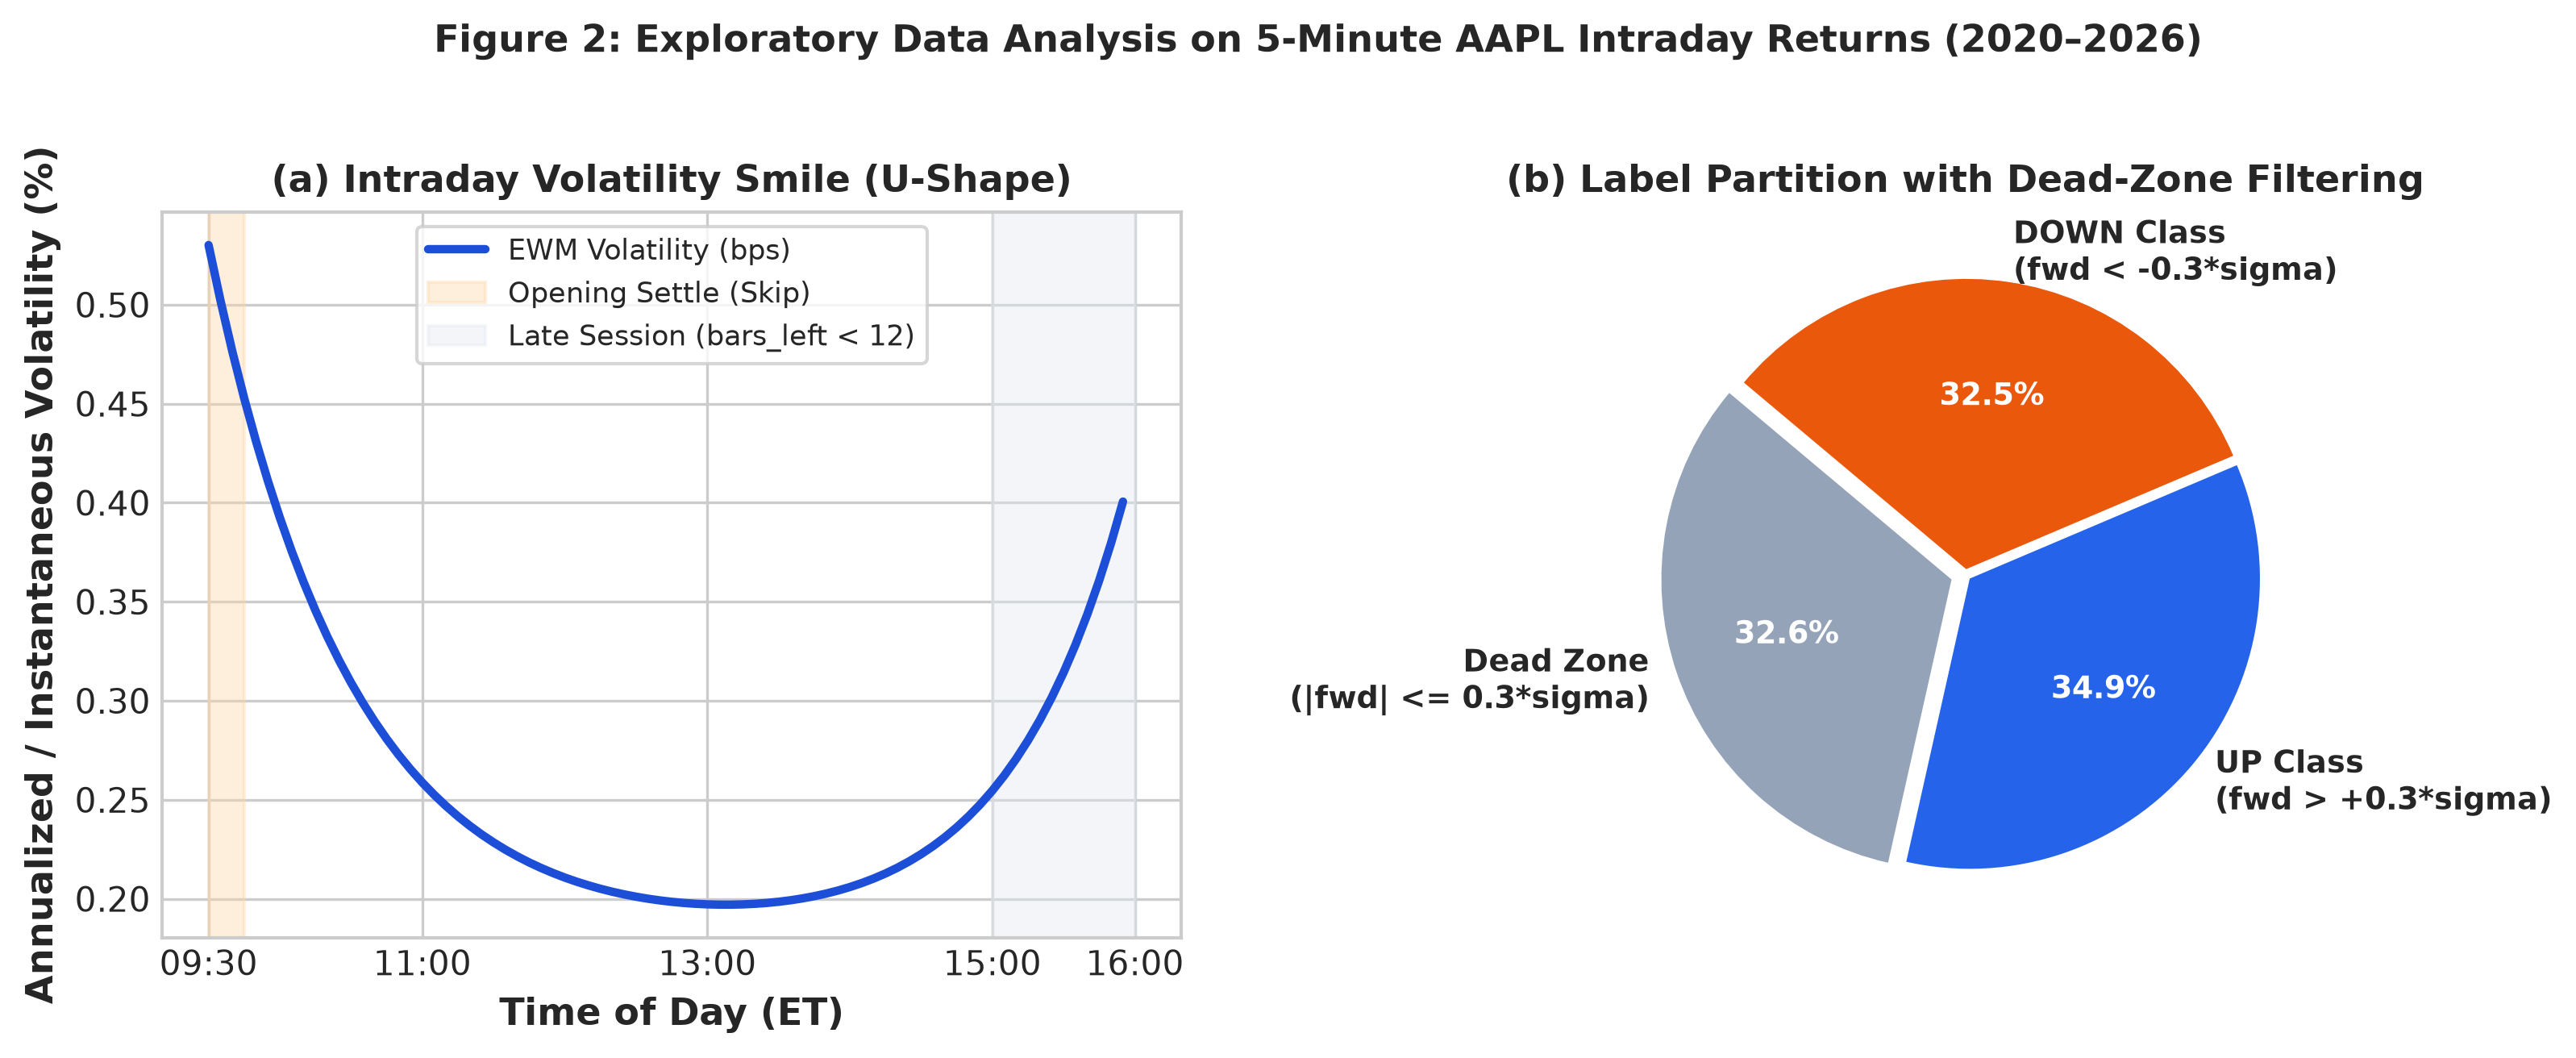 Figure 2: Exploratory Data Analysis on 5-Minute AAPL Intraday Returns (2020–2026)
(a) Intraday Volatility Smile (U-Shape)
Annualized / Instantaneous Volatility (%)
EWM Volatility (bps)
Opening Settle (Skip)
Late Session (bars_left < 12)
0.50
0.45
0.40
0.35
0.30
0.25
0.20
09:30 11:00 13:00 15:00 16:00
Time of Day (ET)
(b) Label Partition with Dead-Zone Filtering
DOWN Class
(fwd < -0.3*sigma)
32.5%
Dead Zone
(|fwd| <= 0.3*sigma)
32.6%
34.9%
UP Class
(fwd > +0.3*sigma)